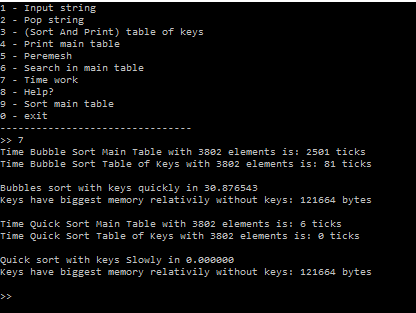 1 - Input string
2 - Pop string
3 - (Sort And Print) table of keys
4 - Print main table
5 - Peremesh
6 - Search in main table
7 - Time work
8 - Help?
9 - Sort main table
0 - exit
--------------------------------
>> 7
Time Bubble Sort Main Table with 3802 elements is: 2501 ticks
Time Bubble Sort Table of Keys with 3802 elements is: 81 ticks
Bubbles sort with keys quickly in 30.876543
Keys have biggest memory relativily without keys: 121664 bytes
Time Quick Sort Main Table with 3802 elements is: 6 ticks
Time Quick Sort Table of Keys with 3802 elements is: 0 ticks
Quick sort with keys Slowly in 0.000000
Keys have biggest memory relativily without keys: 121664 bytes
>>